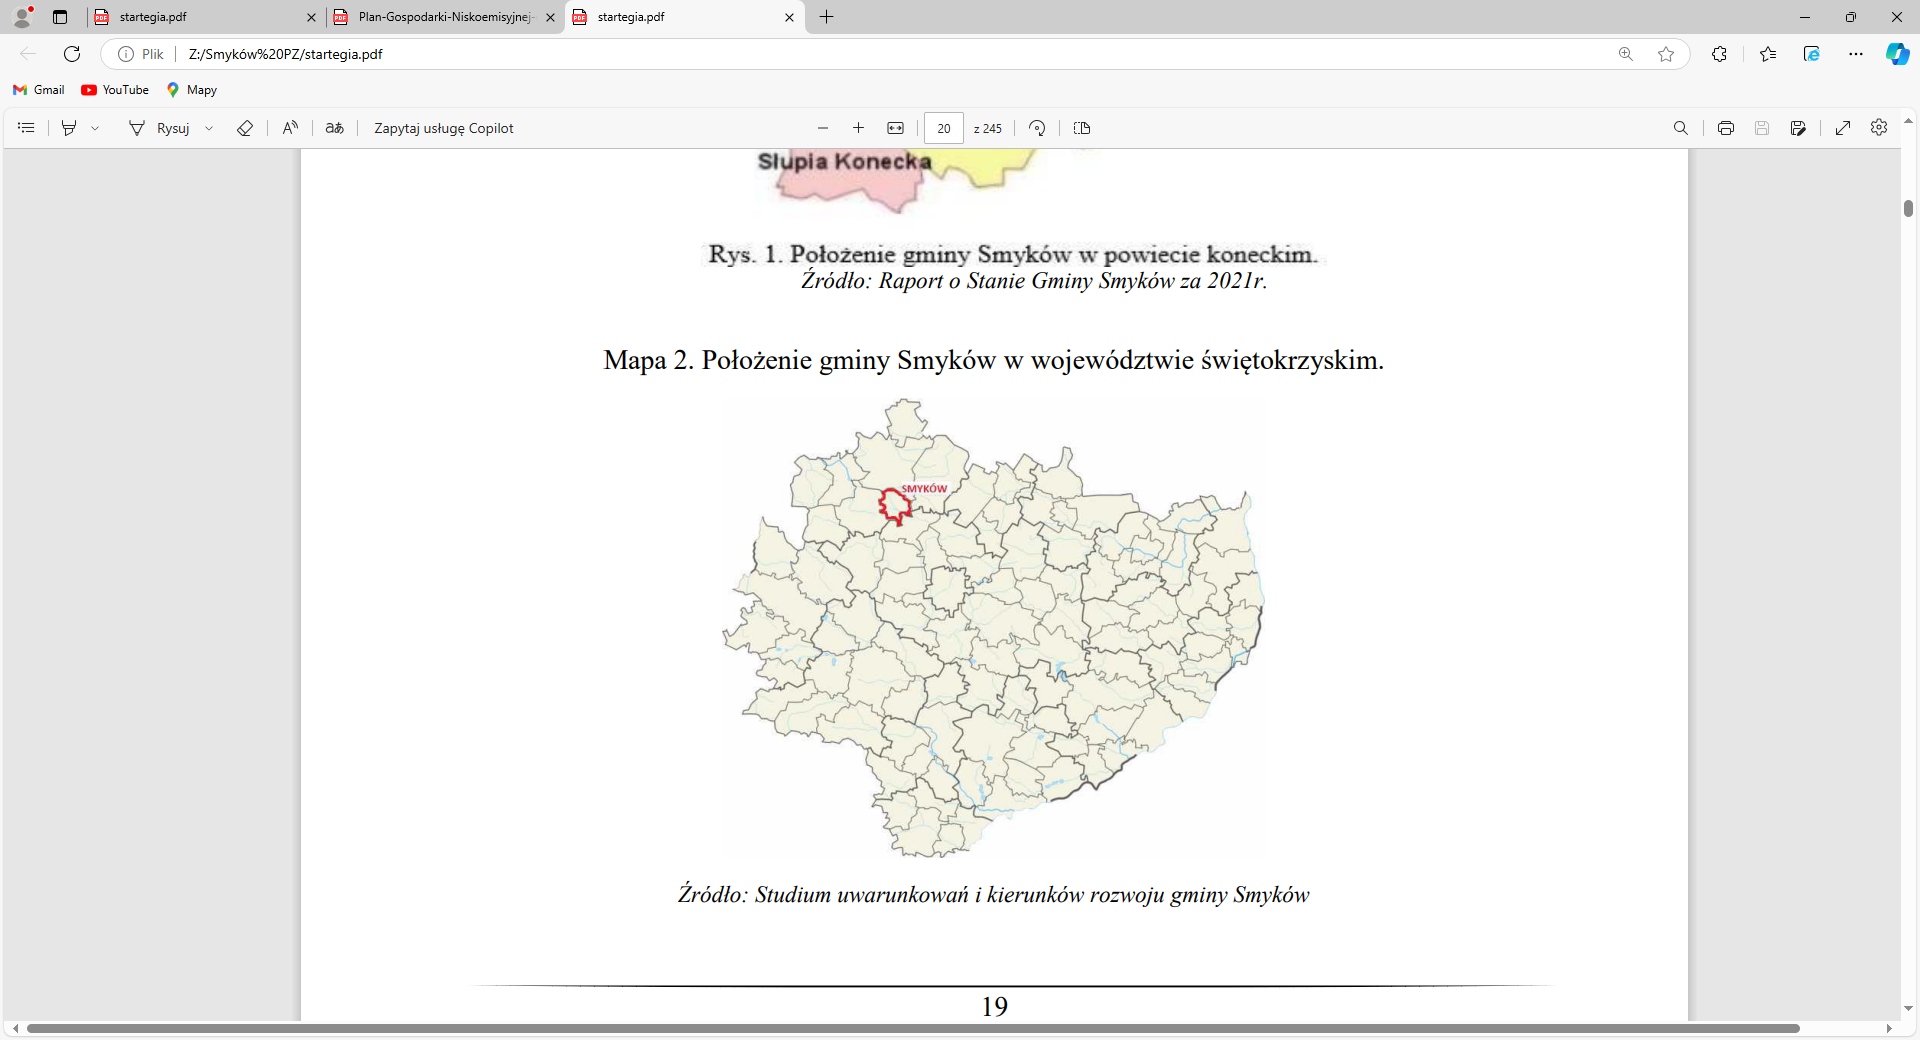 startegia.pdf
Plan-Gospodarki-Niskoemisyjnej-
startegia.pdf
Plik
Z:/Smyków%20PZ/startegia.pdf
Gmail
YouTube
Mapy
Rysuj
Zapytaj usługę Copilot
20
z 245
Słupia Konecka
Rys. 1. Położenie gminy Smyków w powiecie koneckim.
Źródło: Raport o Stanie Gminy Smyków za 2021r.
Mapa 2. Położenie gminy Smyków w województwie świętokrzyskim.
SMYKÓW
Źródło: Studium uwarunkowań i kierunków rozwoju gminy Smyków
19